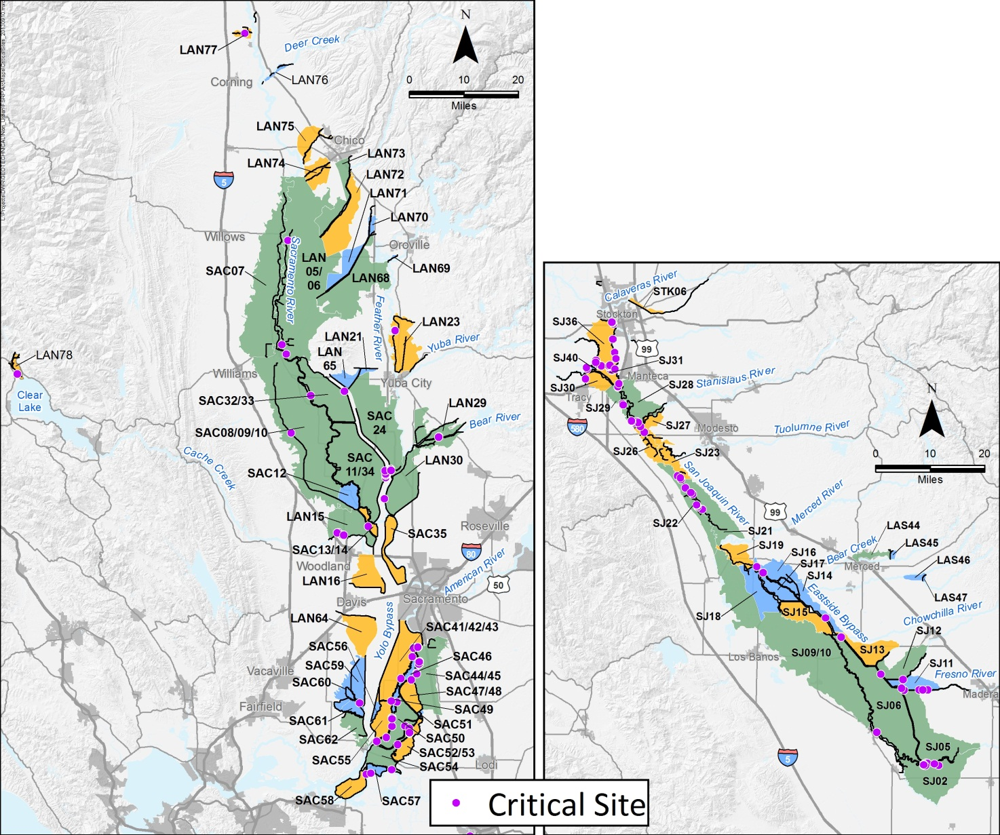 N
0 10 20
Miles
LAN77
Deer Creek
Corning
LAN76
LAN75
Chico
LAN74
LAN73
LAN72
5
LAN71
LAN70
Willows
Oroville
Sacramento River
SAC07
LAN
05/
06
LAN69
LAN68
Feather River
LAN23
LAN21
Yuba River
LAN
65
LAN78
Williams
Yuba City
Clear
Lake
SAC32/33
LAN29
SAC
24
Bear River
SAC08/09/10
Cache Creek
SAC
11/34
LAN30
SAC12
LAN15
Roseville
SAC35
SAC13/14
80
Woodland
American River
LAN16
50
Davis
Sacramento
LAN64
Yolo Bypass
SAC41/42/43
SAC56
SAC46
SAC59
Vacaville
SAC44/45
SAC60
SAC47/48
Fairfield
SAC49
SAC61
SAC51
SAC62
SAC50
SAC52/53
SAC55
SAC54
Lodi
SAC58
SAC57
Critical Site
Calaveras River
STK06
Stockton
SJ36
99
SJ40
SJ31
Manteca
Stanislaus River
SJ30
SJ28
Tracy
N
SJ29
580
SJ27
Modesto
Tuolumne River
SJ26
SJ23
0 10 20
Miles
San Joaquin River
Merced River
99
SJ22
SJ21
LAS44
SJ19
Bear Creek
LAS45
SJ16
SJ17
Merced
LAS46
SJ14
Eastside Bypass
LAS47
SJ18
SJ15
Chowchilla River
SJ12
Los Banos
SJ09/10
SJ13
SJ11
Fresno River
Madera
SJ06
5
SJ05
SJ02